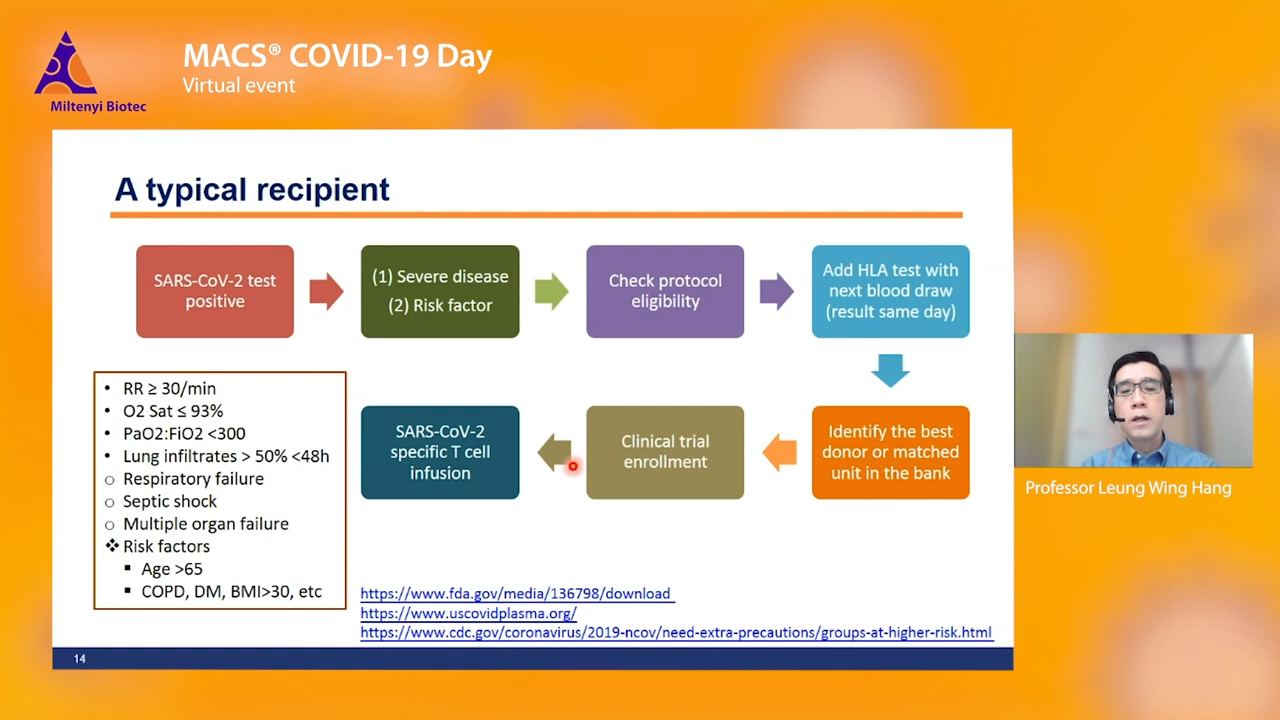 Miltenyi Biotec
MACS® COVID-19 Day
Virtual event
A typical recipient
SARS-CoV-2 test
positive
(1) Severe disease
(2) Risk factor
Check protocol
eligibility
Add HLA test with
next blood draw
(result same day)
Identify the best
donor or matched
unit in the bank
Clinical trial
enrollment
SARS-CoV-2
specific T cell
infusion
• RR ≥ 30/min
• O2 Sat ≤ 93%
• PaO2:FiO2 <300
• Lung infiltrates > 50% <48h
o Respiratory failure
o Septic shock
o Multiple organ failure
❖ Risk factors
▪ Age >65
▪ COPD, DM, BMI>30, etc
https://www.fda.gov/media/136798/download
https://www.uscovidplasma.org/
https://www.cdc.gov/coronavirus/2019-ncov/need-extra-precautions/groups-at-higher-risk.html
14
Professor Leung Wing Hang